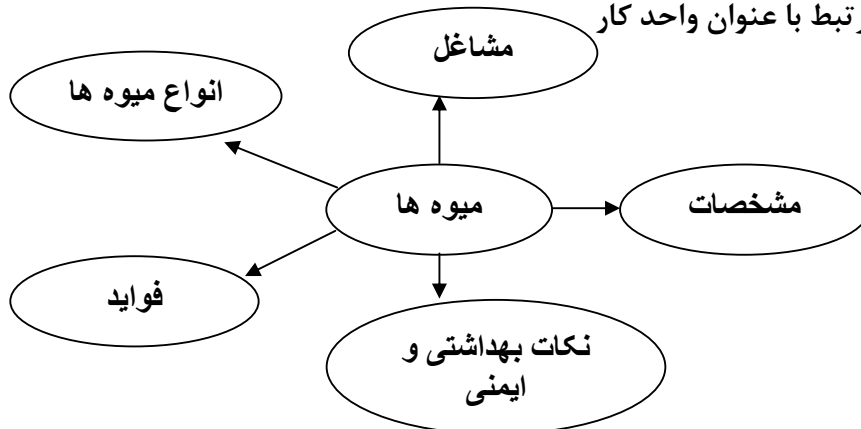 رتبط با عنوان واحد کار
مشاغل
انواع میوه ها
میوه ها
مشخصات
فواید
نکات بهداشتی و
ایمنی